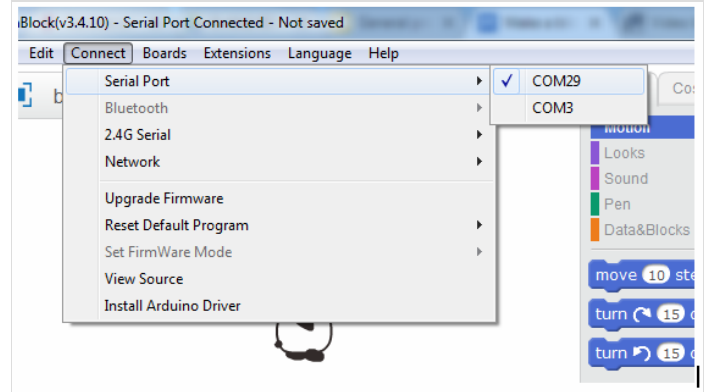 Block(v3.4.10) - Serial Port Connected - Not saved
Edit Connect Boards Extensions Language Help
Serial Port
COM29
COM3
Bluetooth
2.4G Serial
Network
Upgrade Firmware
Reset Default Program
Set FirmWare Mode
View Source
Install Arduino Driver
Motion
Looks
Sound
Pen
Data&Blocks
move 10
turn 15
turn 15